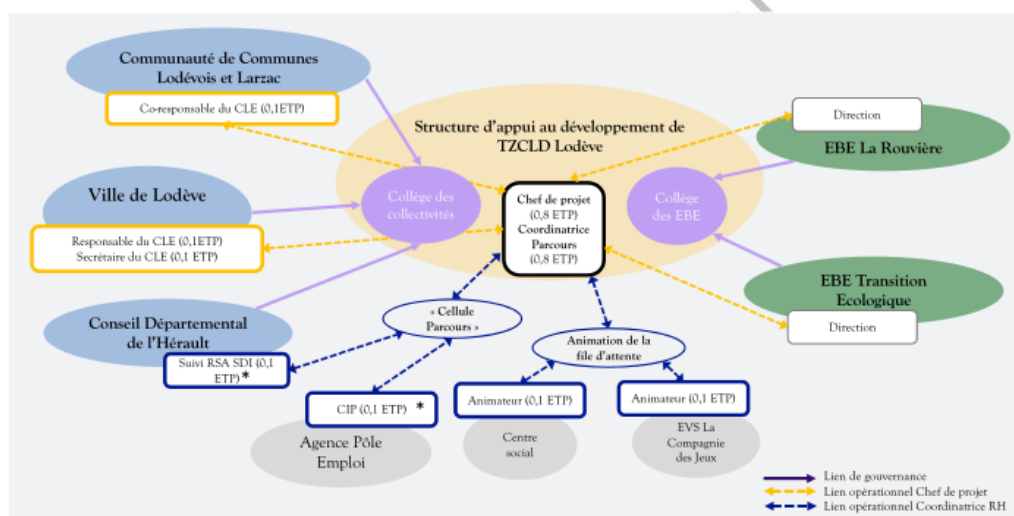 Communauté de Communes
Lodévois et Larzac
Co-responsable du CLE (0,1ETP)
Structure d'appui au développement de
TZCLD Lodève
Direction
EBE La Rouvière
Ville de Lodève
Responsable du CLE (0,1ETP)
Secrétaire du CLE (0,1 ETP)
Collège des
collectivités
Chef de projet
(0,8 ETP)
Coordinatrice
Parcours
(0,8 ETP)
Collège
des EBE
EBE Transition
Ecologique
Direction
Conseil Départemental
de l'Hérault
Suivi RSA SDI (0,1
ETP) *
« Cellule
Parcours »
Animation de la
file d'attente
CIP (0,1 ETP) *
Agence Pôle
Emploi
Animateur (0,1 ETP)
Centre
social
Animateur (0,1 ETP)
EVS La
Compagnie
des Jeux
Lien de gouvernance
Lien opérationnel Chef de projet
Lien opérationnel Coordinatrice RH